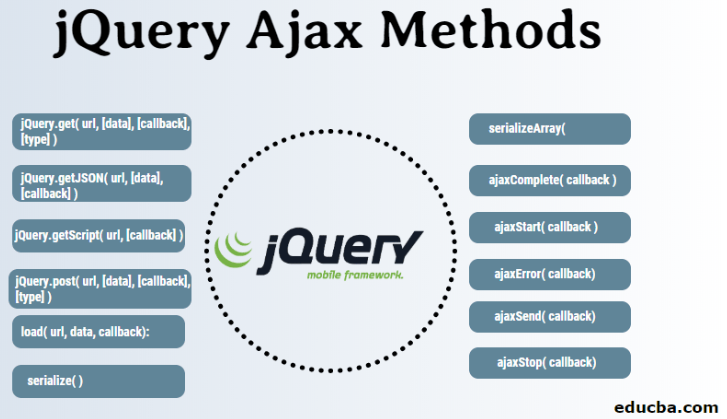 jQuery Ajax Methods
jQuery.get( url, [data], [callback],
[type] )
jQuery.getJSON( url, [data],
[callback] )
jQuery.getScript( url, [callback] )
jQuery.post( url, [data], [callback],
[type] )
load( url, data, callback):
serialize( )
jQuery
mobile framework.
serializeArray(
ajaxComplete( callback )
ajaxStart( callback )
ajaxError( callback)
ajaxSend( callback)
ajaxStop( callback)
educba.com